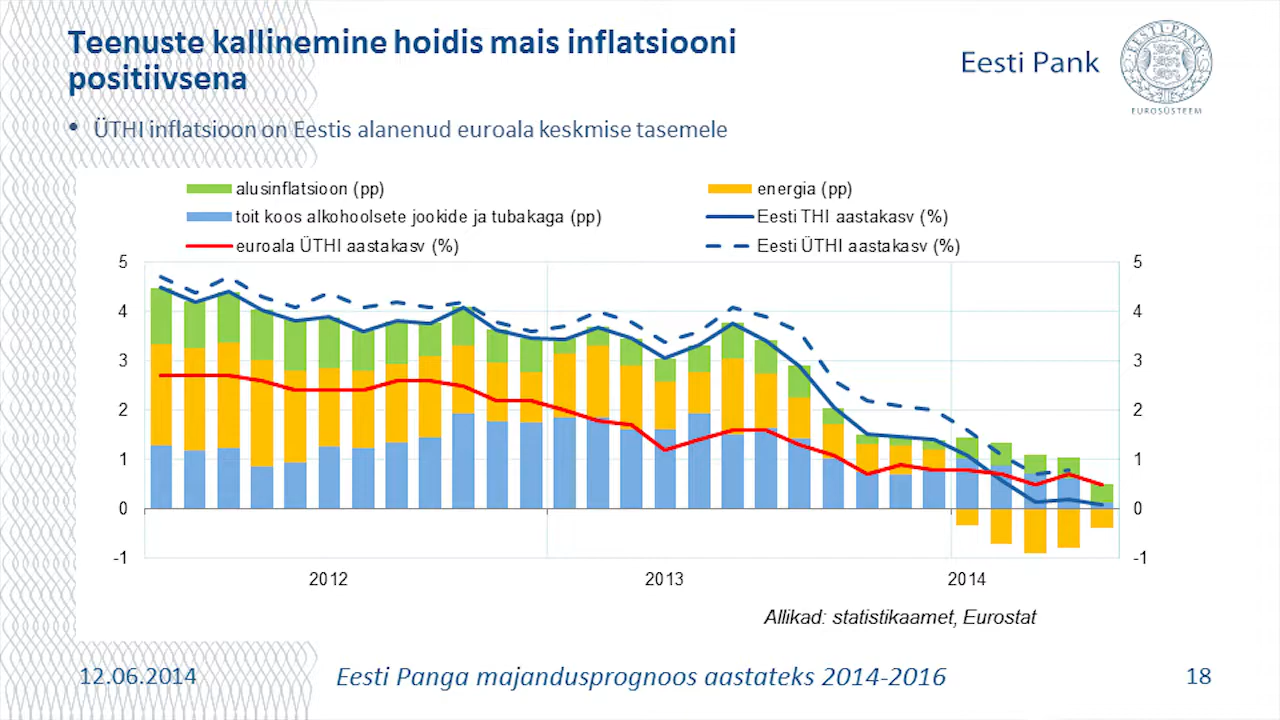 Teenuste kallinemine hoidis mais inflatsiooni
positiivsena
Eesti Pank
EESTI·PANK
EUROSÜSTEEM
• ÜTHI inflatsioon on Eestis alanenud euroala keskmise tasemele
alusinflatsioon (pp)
energia (pp)
toit koos alkohoolsete jookide ja tubakaga (pp)
Eesti THI aastakasv (%)
euroala ÜTHI aastakasv (%)
Eesti ÜTHI aastakasv (%)
5 5
4 4
3 3
2 2
1 1
0 0
-1 -1
2012 2013 2014
Allikad: statistikaamet, Eurostat
12.06.2014
Eesti Panga majandusprognoos aastateks 2014-2016
18